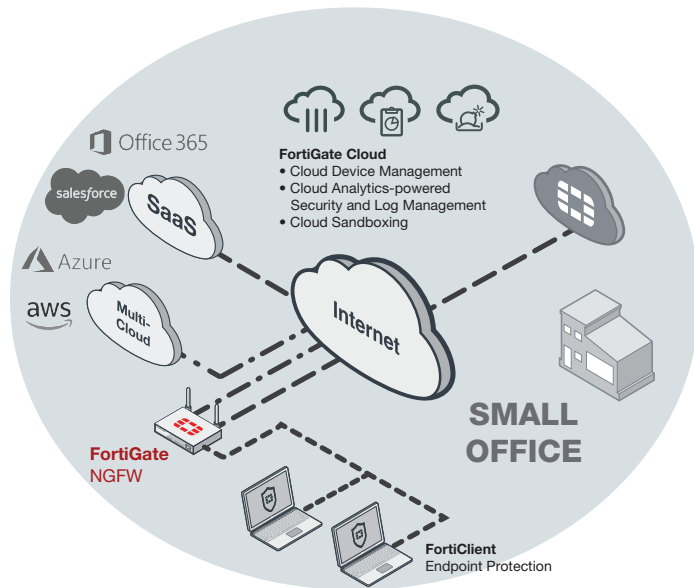 Office 365
salesforce
SaaS
FortiGate Cloud
• Cloud Device Management
• Cloud Analytics-powered
Security and Log Management
• Cloud Sandboxing
Azure
aws
Multi-
Cloud
Internet
SMALL
OFFICE
FortiGate
NGFW
FortiClient
Endpoint Protection